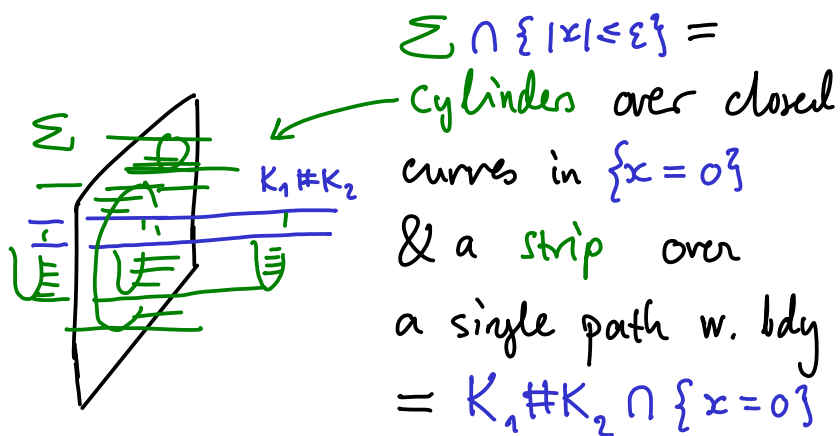 Σ ∩ { |x| ≤ ε } =
Σ
cylinders over closed
K₁#K₂
curves in {x = 0}
& a strip over
a single path w. bdy
= K₁#K₂ ∩ {x = 0}